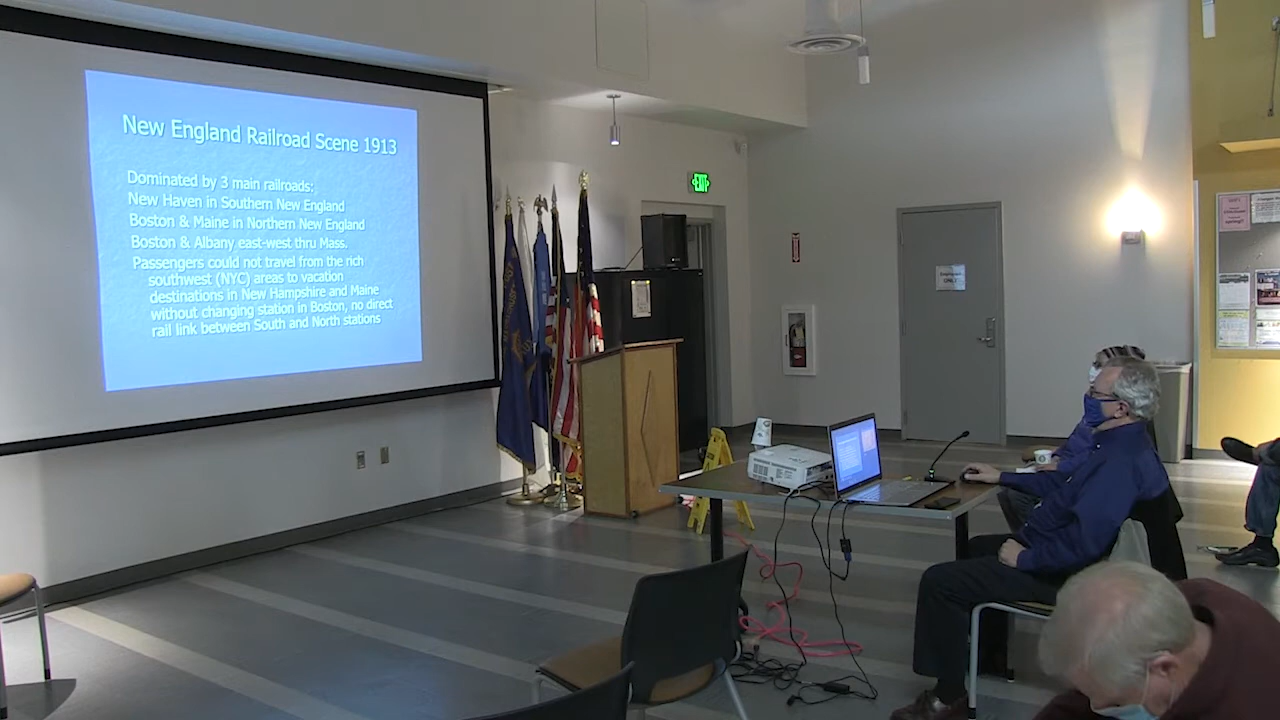 New England Railroad Scene 1913
Dominated by 3 main railroads:
New Haven in Southern New England
Boston & Maine in Northern New England
Boston & Albany east-west thru Mass.
Passengers could not travel from the rich
southwest (NYC) areas to vacation
destinations in New Hampshire and Maine
without changing station in Boston, no direct
rail link between South and North stations
EXIT